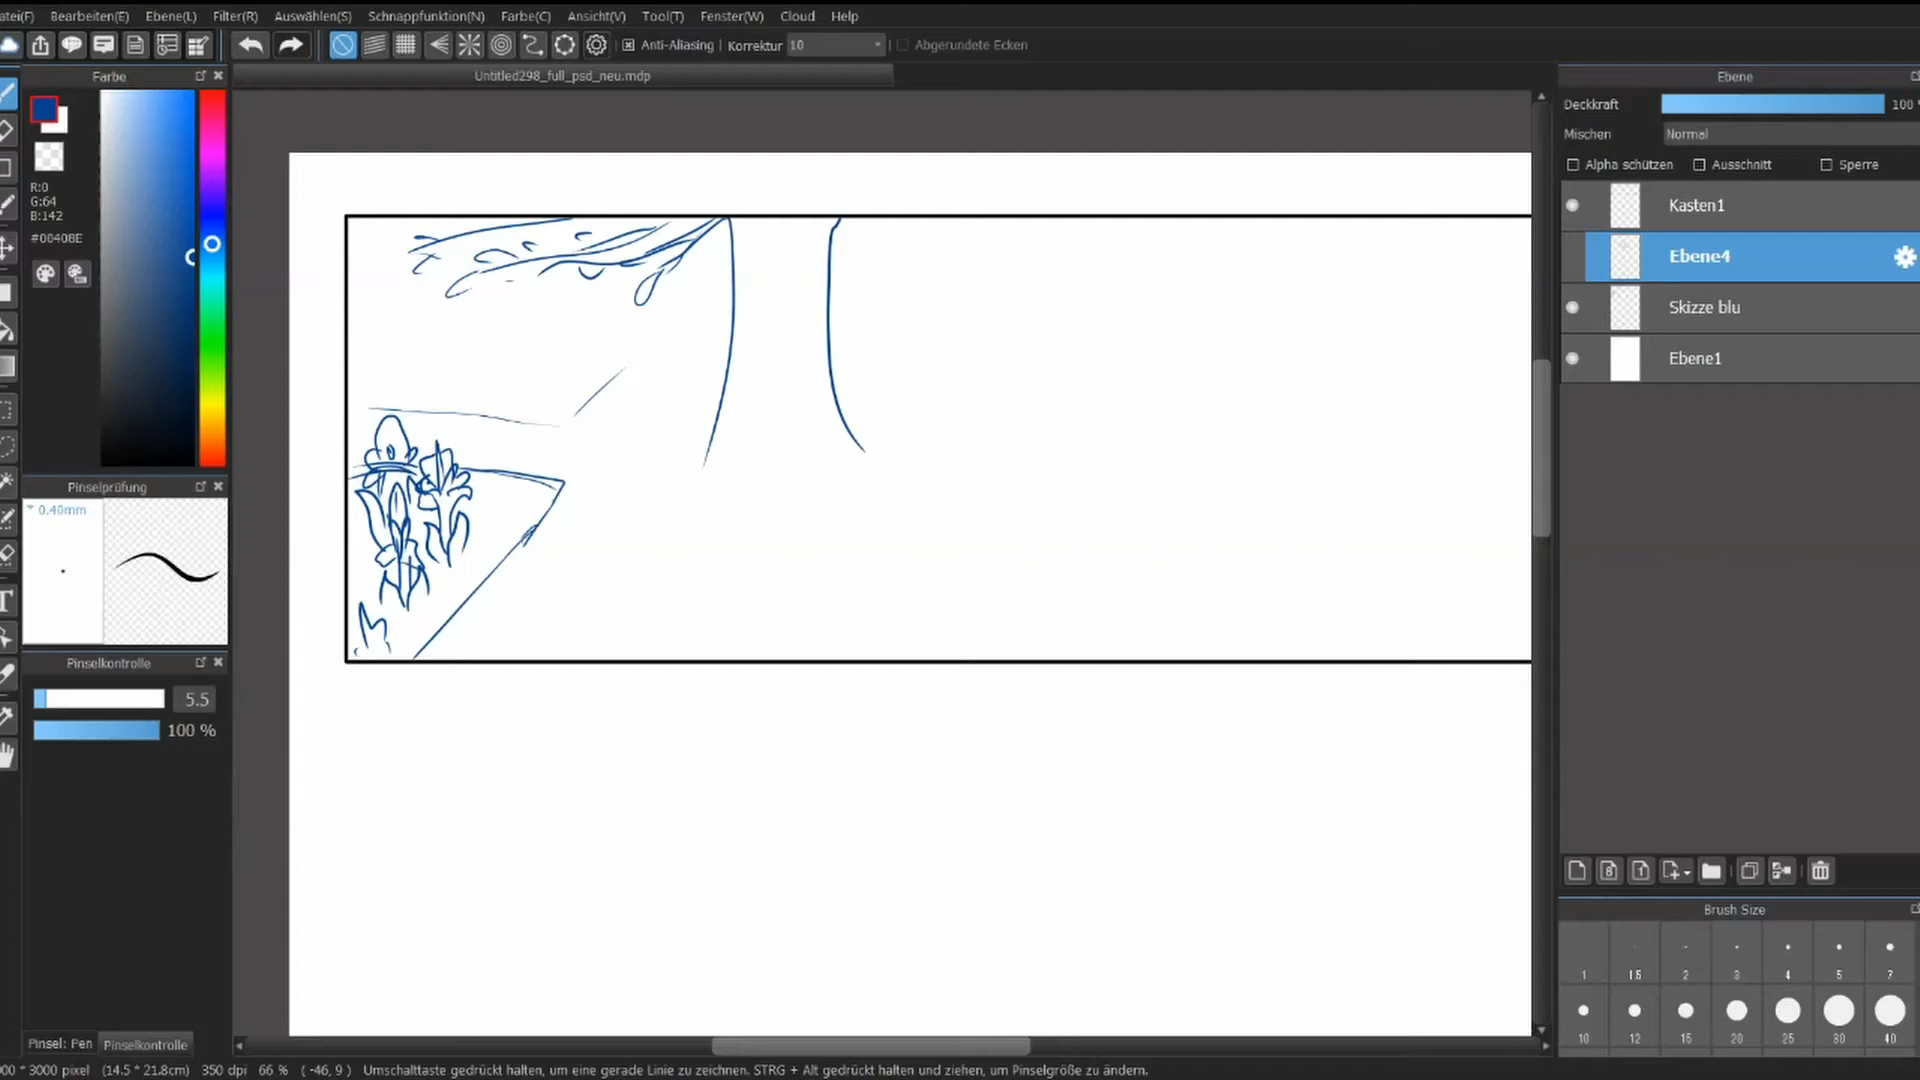 atei(F) Bearbeiten(E) Ebene(L) Filter(R) Auswählen(S) Schnappfunktion(N) Farbe(C) Ansicht(V) Tool(T) Fenster(W) Cloud Help
Anti-Aliasing Korrektur 10 Abgerundete Ecken
Farbe
Untitled298_full_psd_neu.mdp
R:0
G:64
B:142
#00408E
Pinselprüfung
* 0.40mm
Pinselkontrolle
5.5
100 %
Pinsel: Pen Pinselkontrolle
Ebene
Deckkraft 100 %
Mischen Normal
Alpha schützen Ausschnitt Sperre
Kasten1
Ebene4
Skizze blu
Ebene1
Brush Size
1 1.5 2 3 4 5 7
10 12 15 20 25 30 40
00 * 3000 pixel (14.5 * 21.8cm) 350 dpi 66 % ( -46, 9 ) Umschalttaste gedrückt halten, um eine gerade Linie zu zeichnen. STRG + Alt gedrückt halten und ziehen, um Pinselgröße zu ändern.